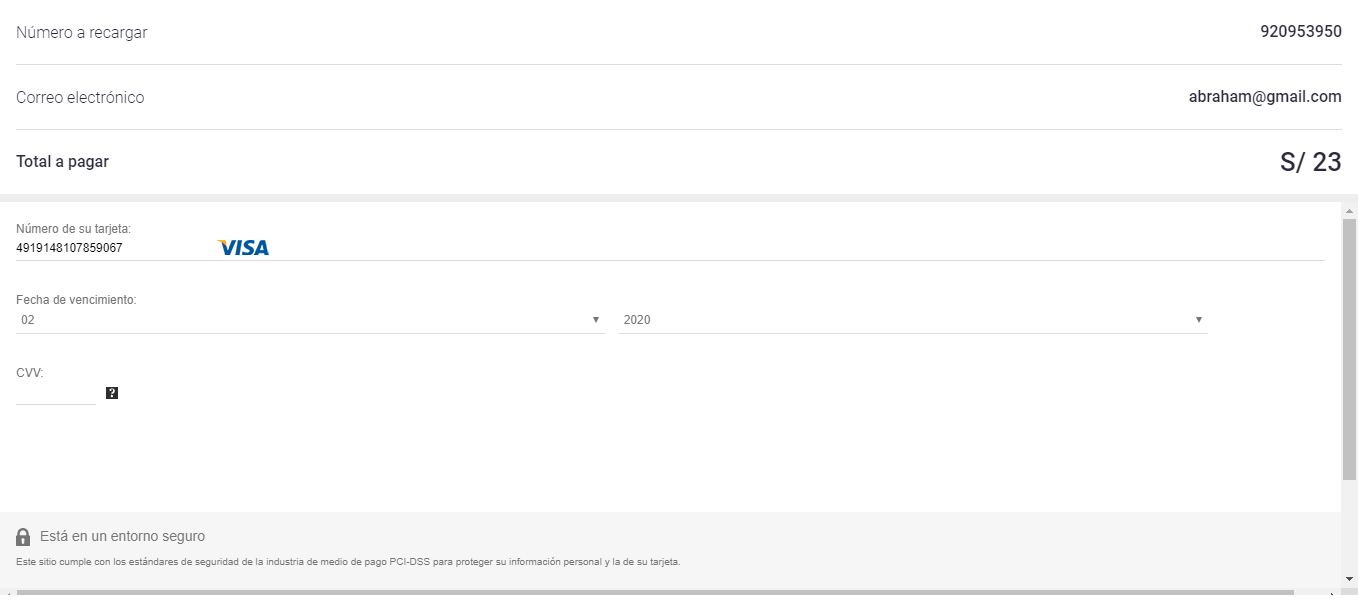 Número a recargar 920953950
Correo electrónico abraham@gmail.com
Total a pagar S/ 23
Número de su tarjeta:
4919148107859067 VISA
Fecha de vencimiento:
02 2020
CVV:
?
Está en un entorno seguro
Este sitio cumple con los estándares de seguridad de la industria de medio de pago PCI-DSS para proteger su información personal y la de su tarjeta.